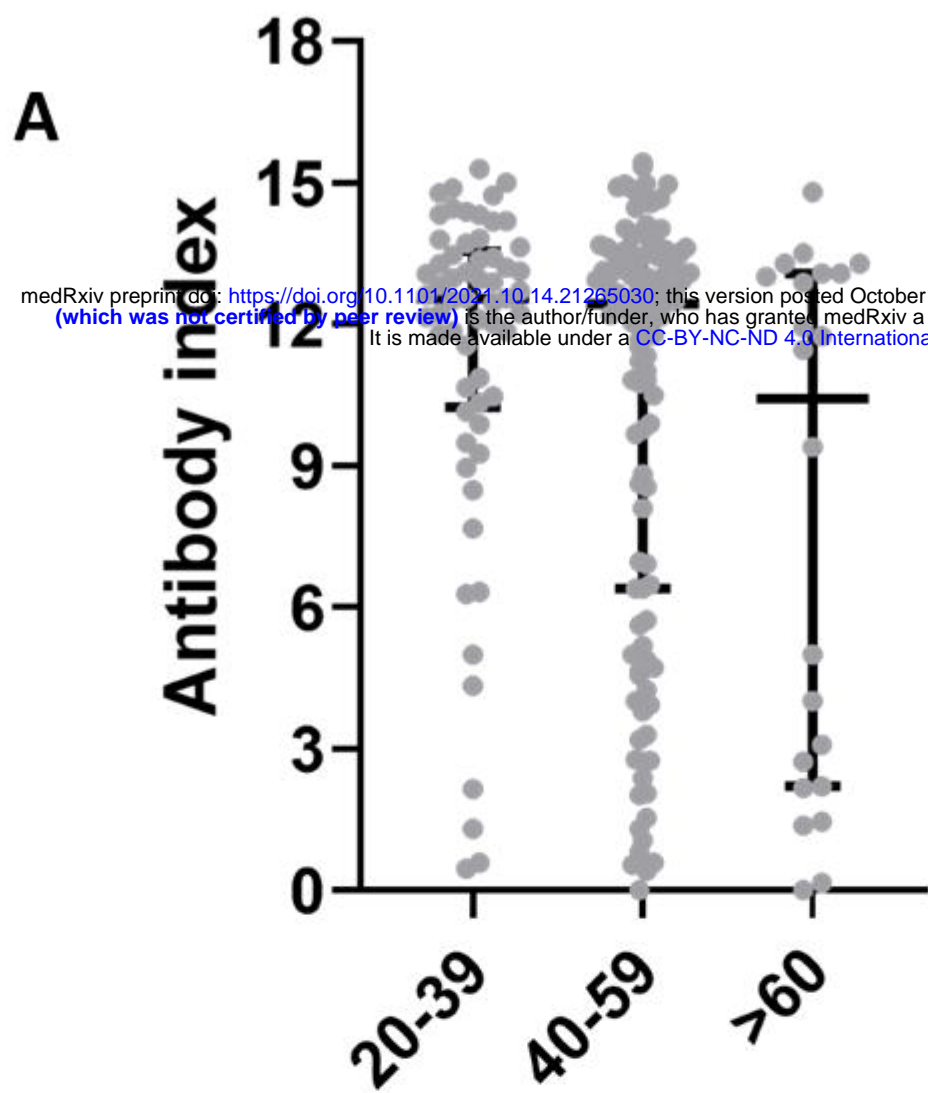 18
A
15
Antibody index
medRxiv preprint doi: https://doi.org/10.1101/2021.10.14.21265030; this version posted October
(which was not certified by peer review) is the author/funder, who has granted medRxiv a
12
It is made available under a CC-BY-NC-ND 4.0 Internationa
9
6
3
0
20-39
40-59
>60